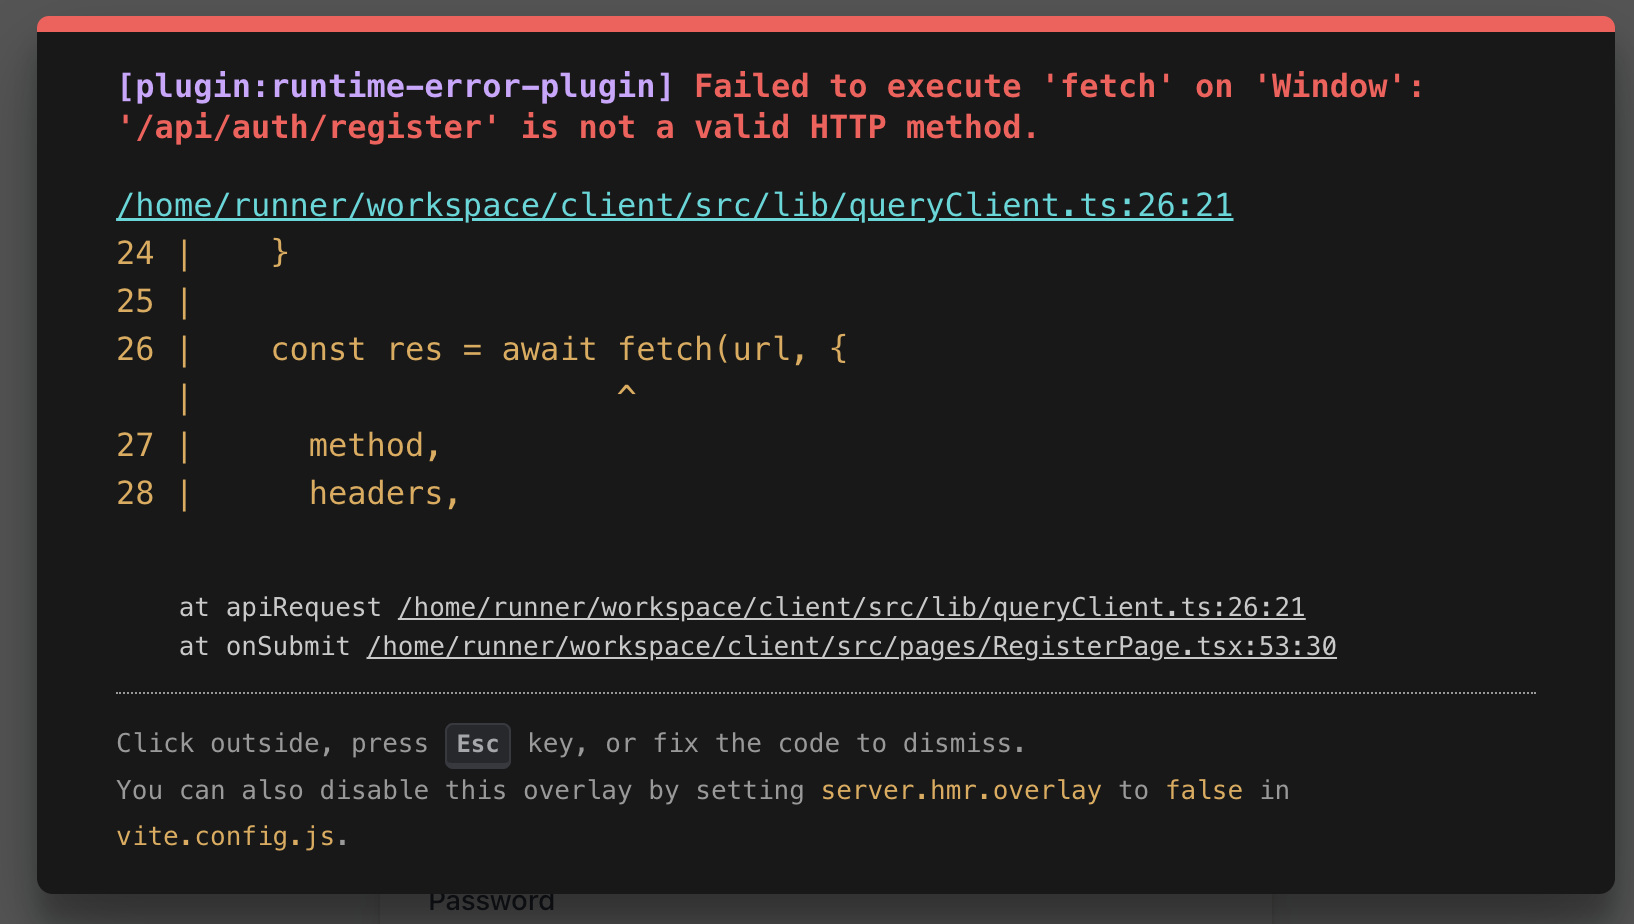 [plugin:runtime-error-plugin] Failed to execute 'fetch' on 'Window':
'/api/auth/register' is not a valid HTTP method.
/home/runner/workspace/client/src/lib/queryClient.ts:26:21
24 |    }
25 |
26 |    const res = await fetch(url, {
   |                      ^
27 |      method,
28 |      headers,
at apiRequest /home/runner/workspace/client/src/lib/queryClient.ts:26:21
at onSubmit /home/runner/workspace/client/src/pages/RegisterPage.tsx:53:30
Click outside, press Esc key, or fix the code to dismiss.
You can also disable this overlay by setting server.hmr.overlay to false in
vite.config.js.
Password